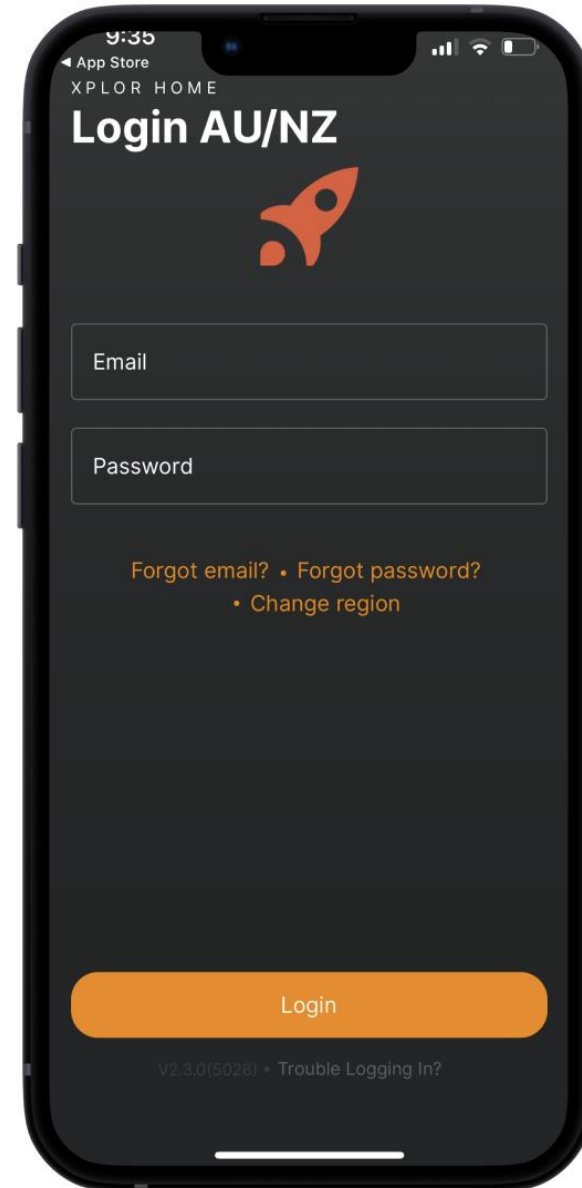 9:35
◀ App Store
XPLOR HOME
Login AU/NZ
Email
Password
Forgot email? • Forgot password?
• Change region
Login
V2.3.0(5028) • Trouble Logging In?